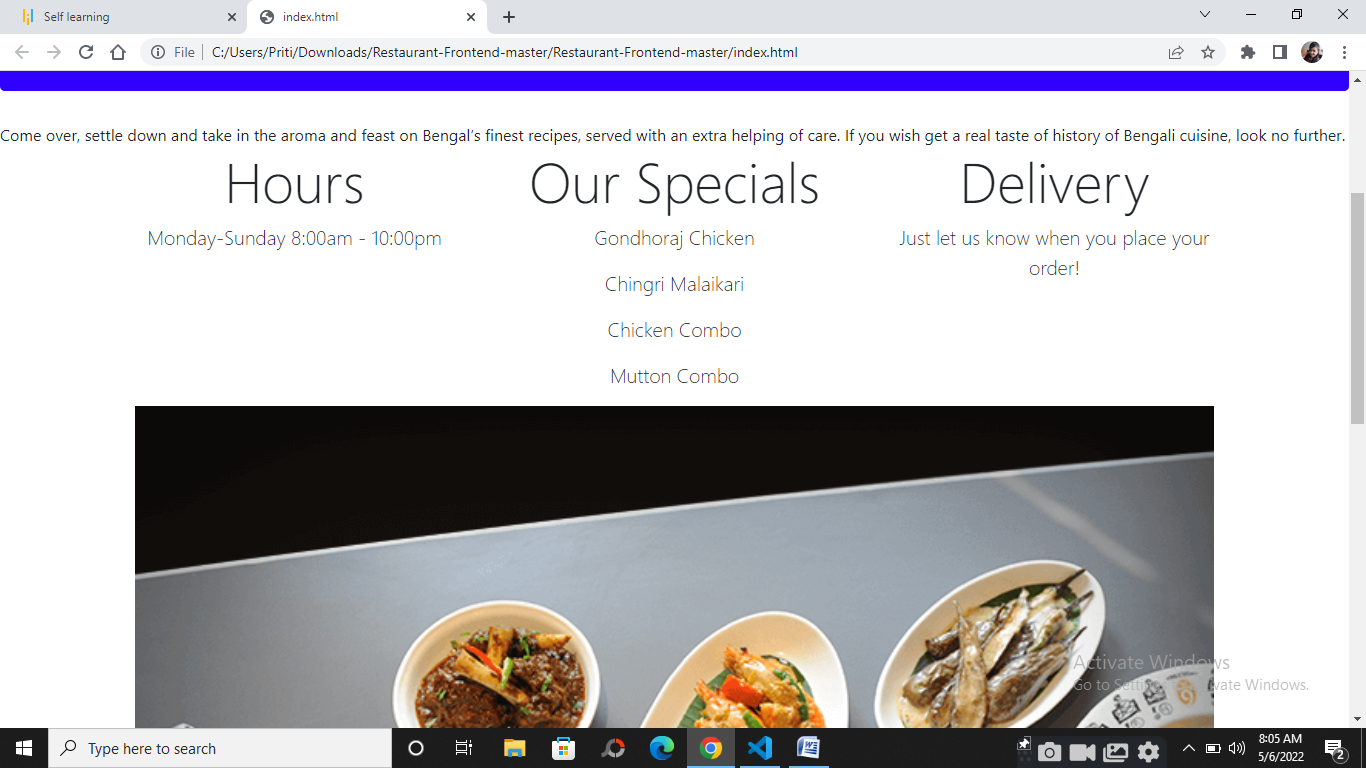 Self learning
index.html
File
C:/Users/Priti/Downloads/Restaurant-Frontend-master/Restaurant-Frontend-master/index.html
Come over, settle down and take in the aroma and feast on Bengal's finest recipes, served with an extra helping of care. If you wish get a real taste of history of Bengali cuisine, look no further.
Hours
Monday-Sunday 8:00am - 10:00pm
Our Specials
Gondhoraj Chicken
Chingri Malaikari
Chicken Combo
Mutton Combo
Delivery
Just let us know when you place your
order!
Activate Windows
Go to Settings to activate Windows.
Type here to search
8:05 AM
5/6/2022
2